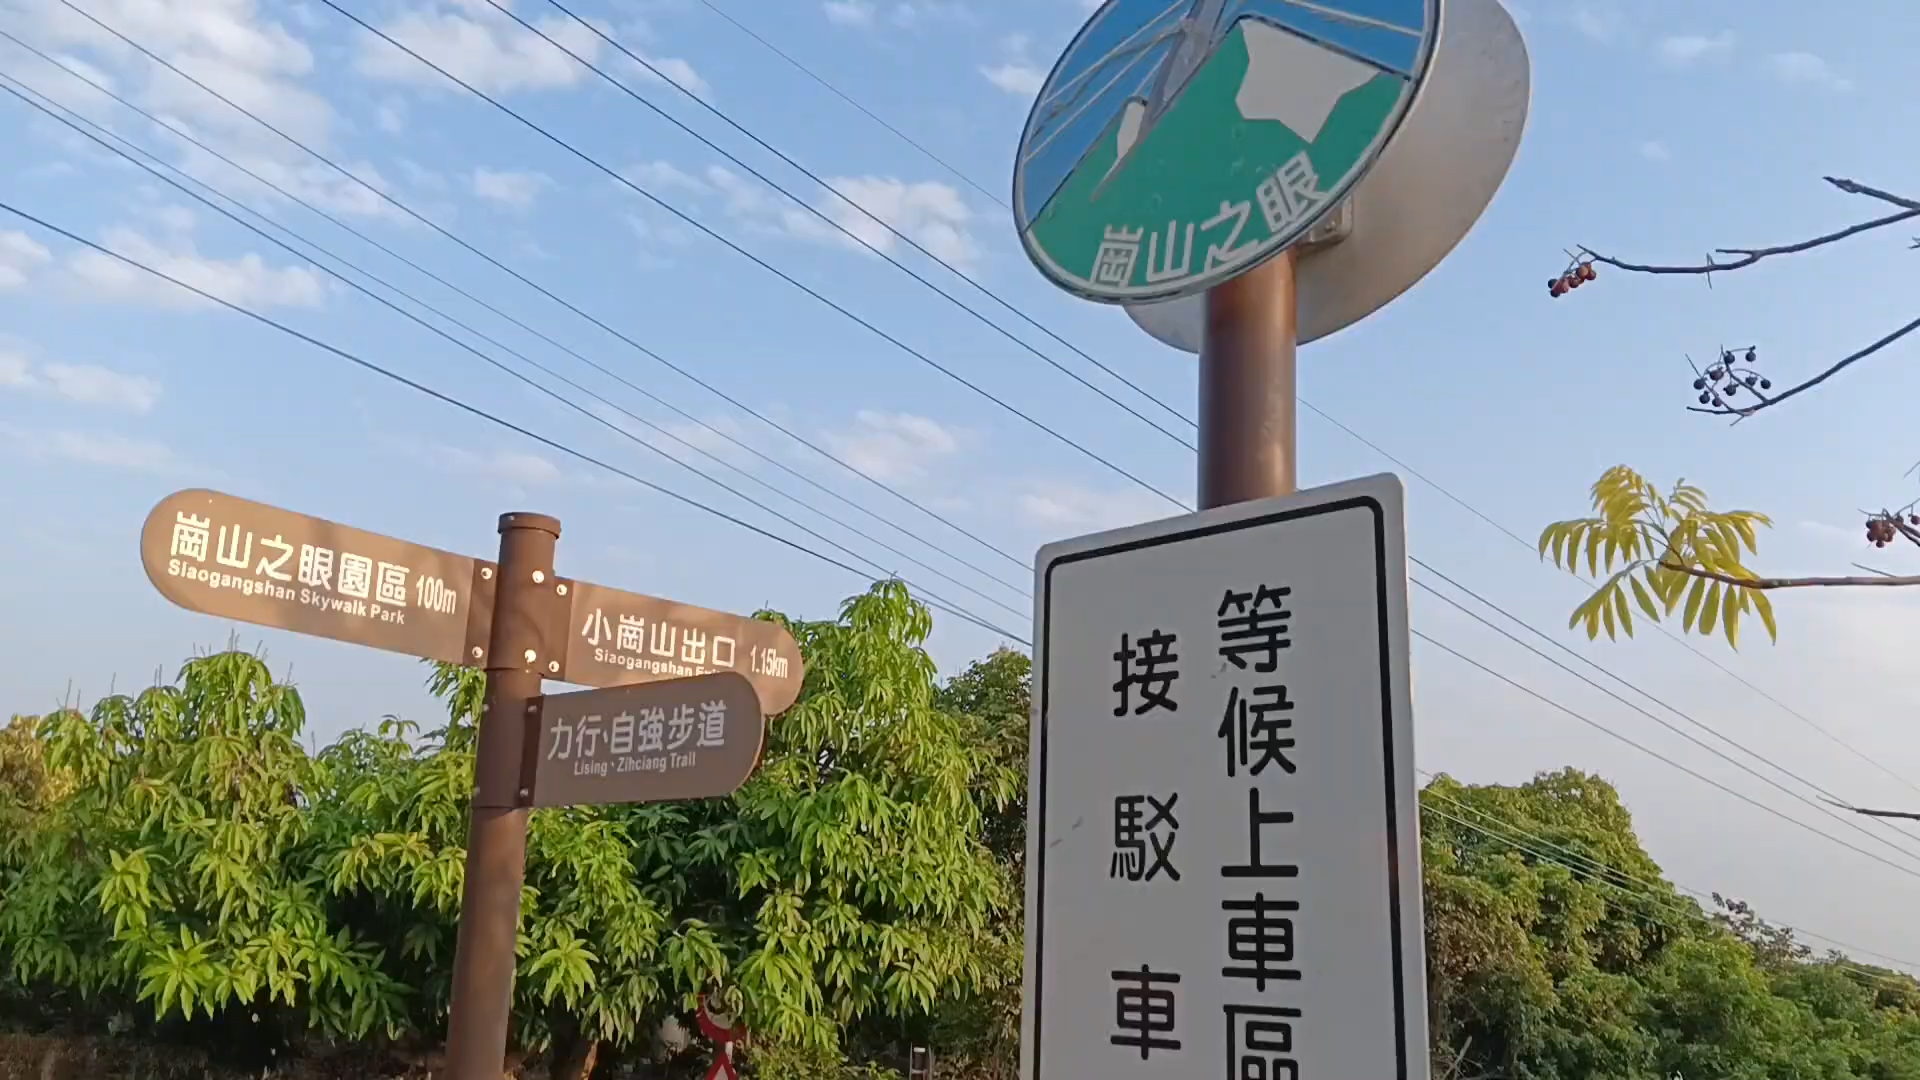 崗山之眼
崗山之眼園區 100m
Siaogangshan Skywalk Park
小崗山出口 1.15km
Siaogangshan
力行、自強步道
Lising、Zihciang Trail
等候上車區
接駁車